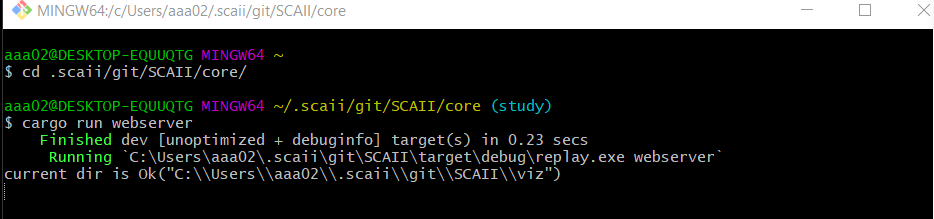 MINGW64:/c/Users/aaa02/.scaii/git/SCAII/core
aaa02@DESKTOP-EQUUQTG MINGW64 ~
$ cd .scaii/git/SCAII/core/
aaa02@DESKTOP-EQUUQTG MINGW64 ~/.scaii/git/SCAII/core (study)
$ cargo run webserver
    Finished dev [unoptimized + debuginfo] target(s) in 0.23 secs
     Running `C:\Users\aaa02\.scaii\git\SCAII\target\debug\replay.exe webserver`
current dir is Ok("C:\\Users\\aaa02\\.scaii\\git\\SCAII\\viz")